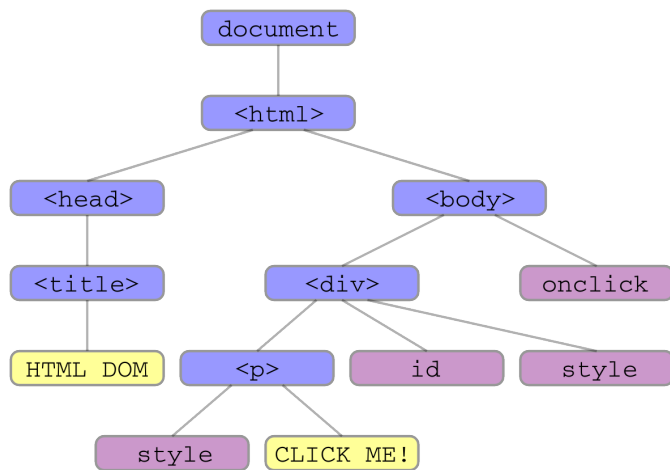 document
<html>
<head>
<body>
<title>
<div>
onclick
HTML DOM
<p>
id
style
style
CLICK ME!